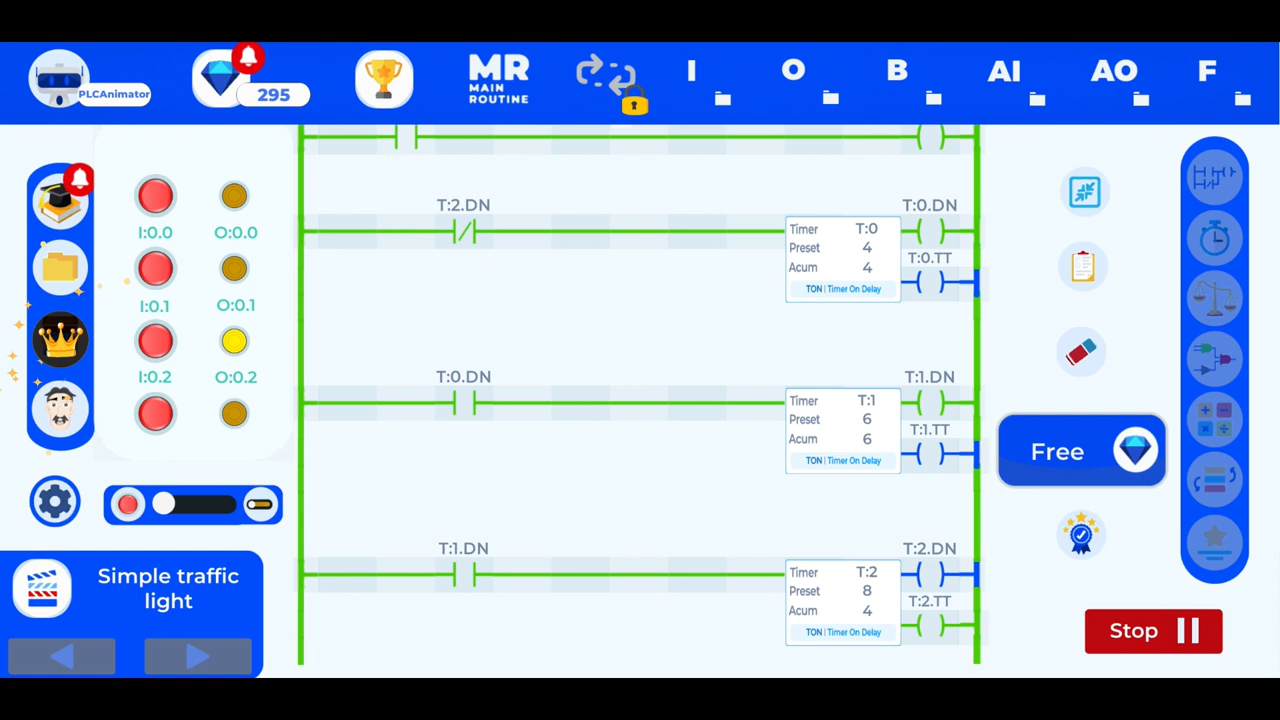 PLCAnimator
295
MR
MAIN
ROUTINE
I
O
B
AI
AO
F
I:0.0
O:0.0
I:0.1
O:0.1
I:0.2
O:0.2
T:2.DN
T:0.DN
Timer T:0
Preset 4
Acum 4
TON | Timer On Delay
T:0.TT
T:0.DN
T:1.DN
Timer T:1
Preset 6
Acum 6
TON | Timer On Delay
T:1.TT
T:1.DN
T:2.DN
Timer T:2
Preset 8
Acum 4
TON | Timer On Delay
T:2.TT
Simple traffic
light
Free
Stop